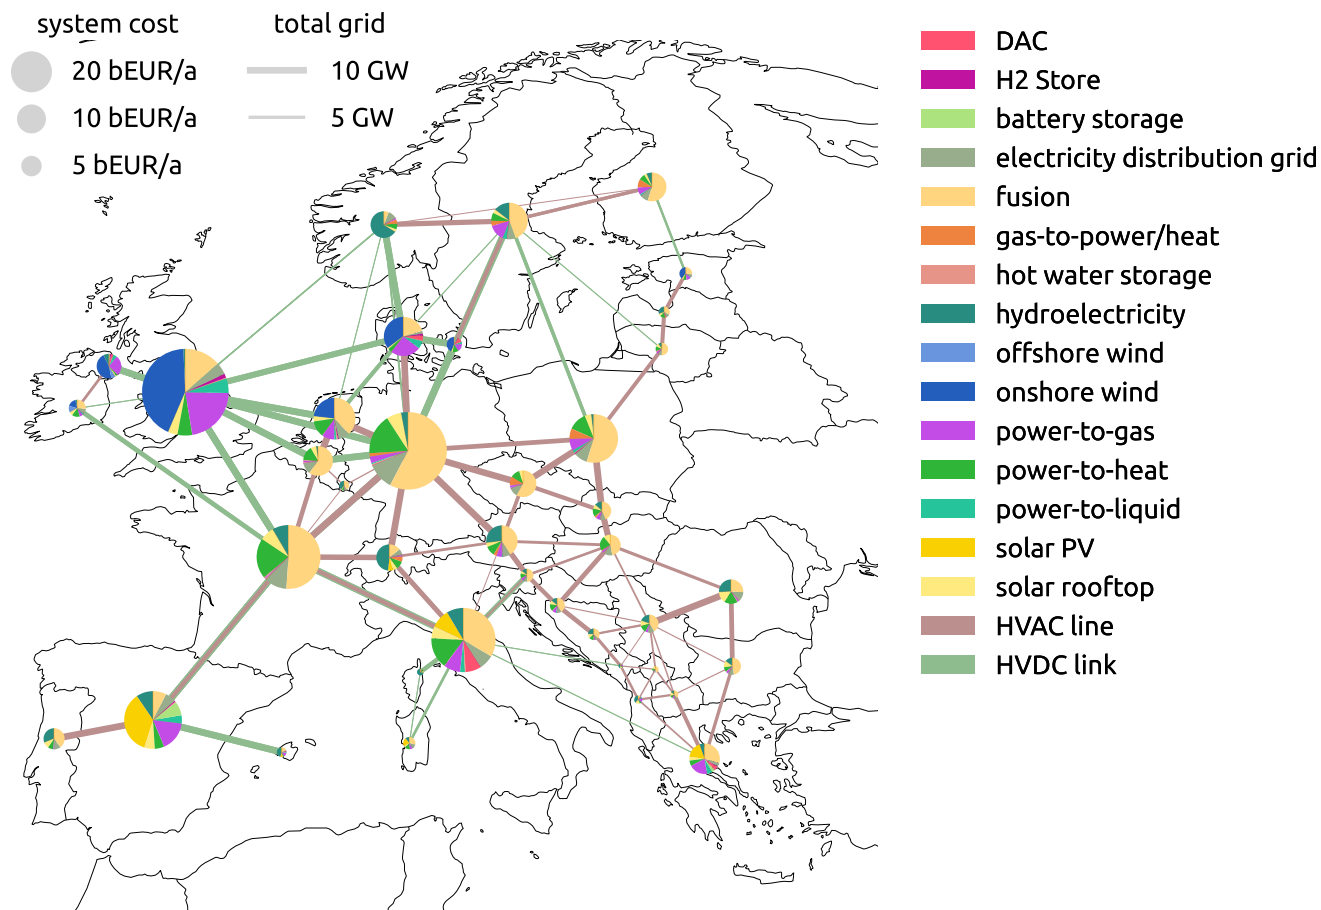 system cost
20 bEUR/a
10 bEUR/a
5 bEUR/a
total grid
10 GW
5 GW
DAC
H2 Store
battery storage
electricity distribution grid
fusion
gas-to-power/heat
hot water storage
hydroelectricity
offshore wind
onshore wind
power-to-gas
power-to-heat
power-to-liquid
solar PV
solar rooftop
HVAC line
HVDC link